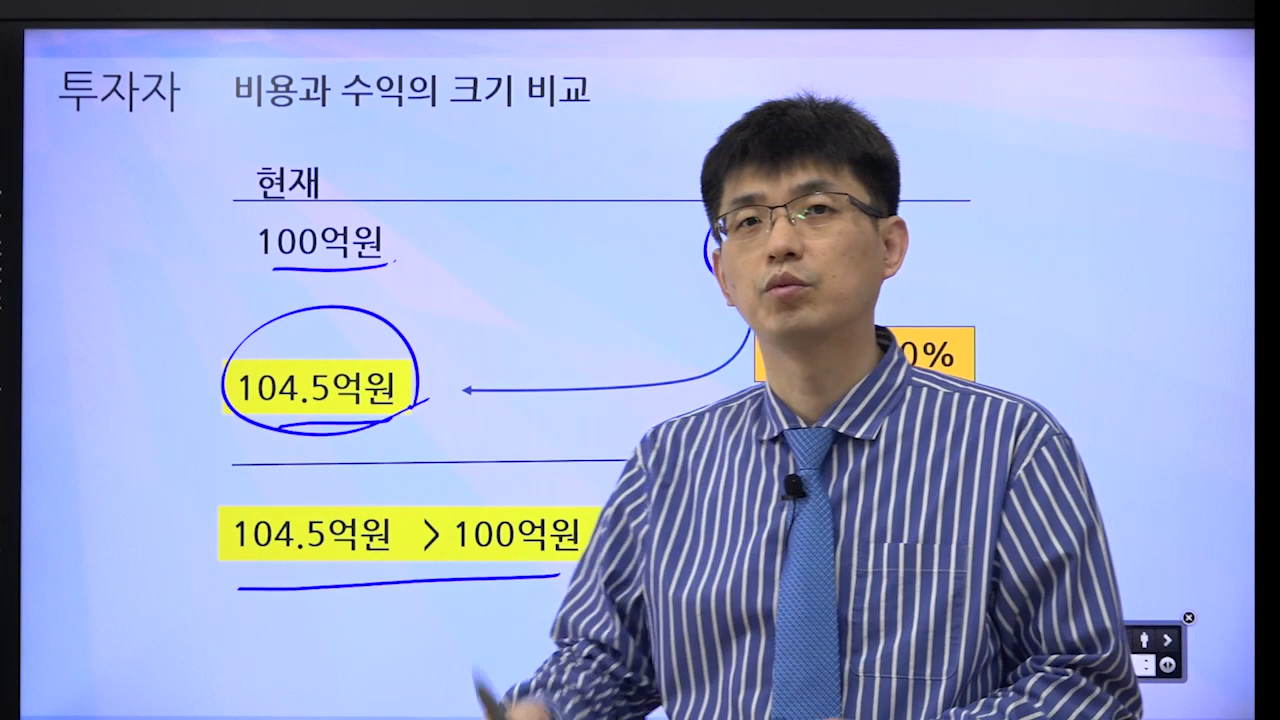 투자자 비용과 수익의 크기 비교
현재
100억원
0%
104.5억원
104.5억원 > 100억원